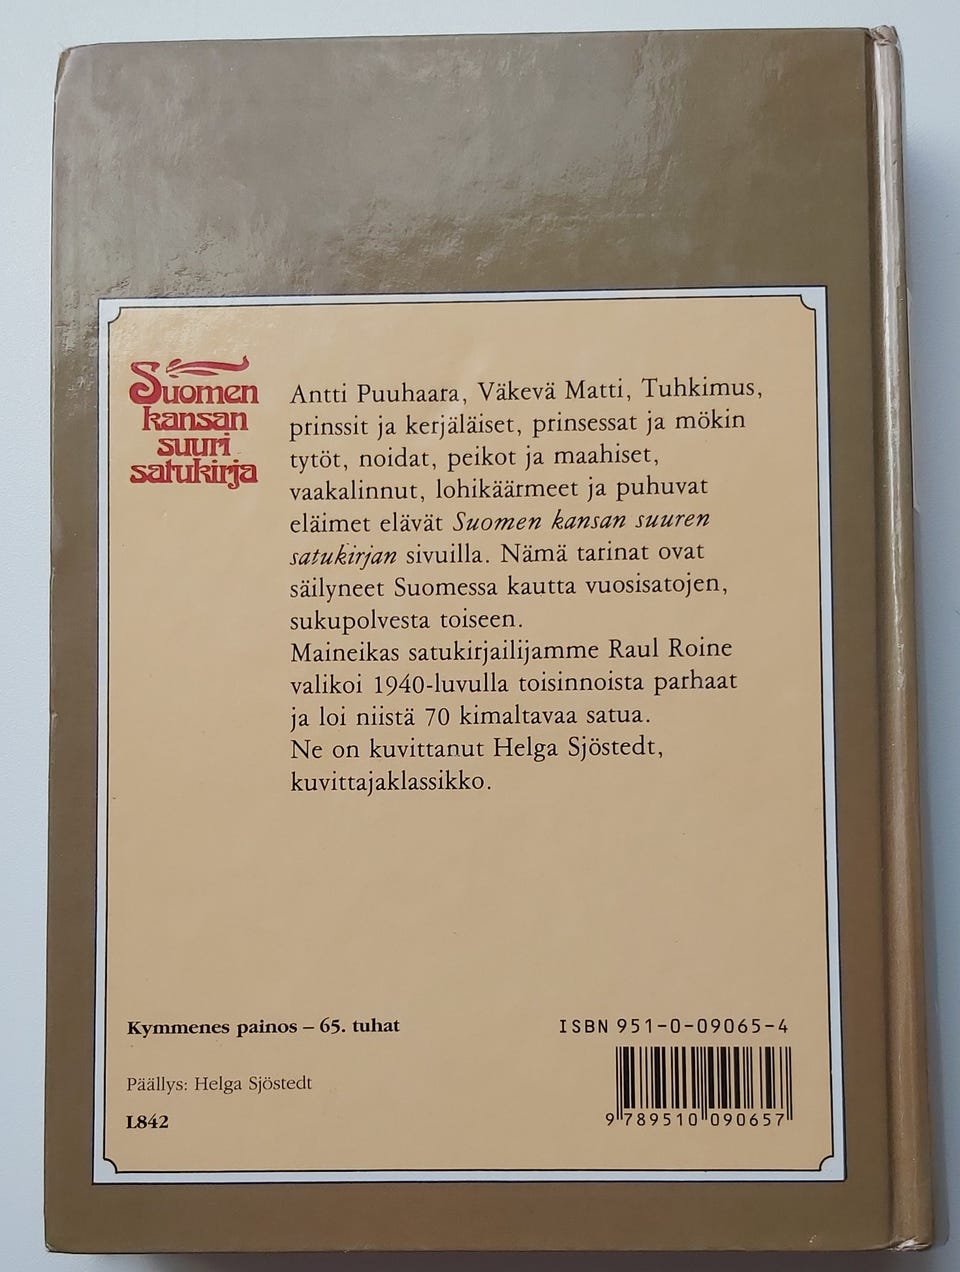 Suomen
kansan
suuri
satukirja
Antti Puuhaara, Väkevä Matti, Tuhkimus,
prinssit ja kerjäläiset, prinsessat ja mökin
tytöt, noidat, peikot ja maahiset,
vaakalinnut, lohikäärmeet ja puhuvat
eläimet elävät Suomen kansan suuren
satukirjan sivuilla. Nämä tarinat ovat
säilyneet Suomessa kautta vuosisatojen,
sukupolvesta toiseen.
Maineikas satukirjailijamme Raul Roine
valikoi 1940-luvulla toisinnoista parhaat
ja loi niistä 70 kimaltavaa satua.
Ne on kuvittanut Helga Sjöstedt,
kuvittajaklassikko.
Kymmenes painos – 65. tuhat
Päällys: Helga Sjöstedt
L842
ISBN 951-0-09065-4
9 789510 090657